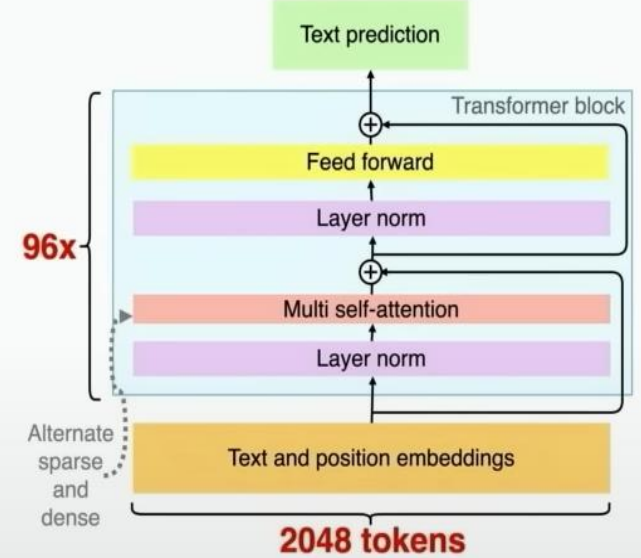 Text prediction
Transformer block
Feed forward
Layer norm
96x
Multi self-attention
Layer norm
Alternate
sparse
and
dense
Text and position embeddings
2048 tokens